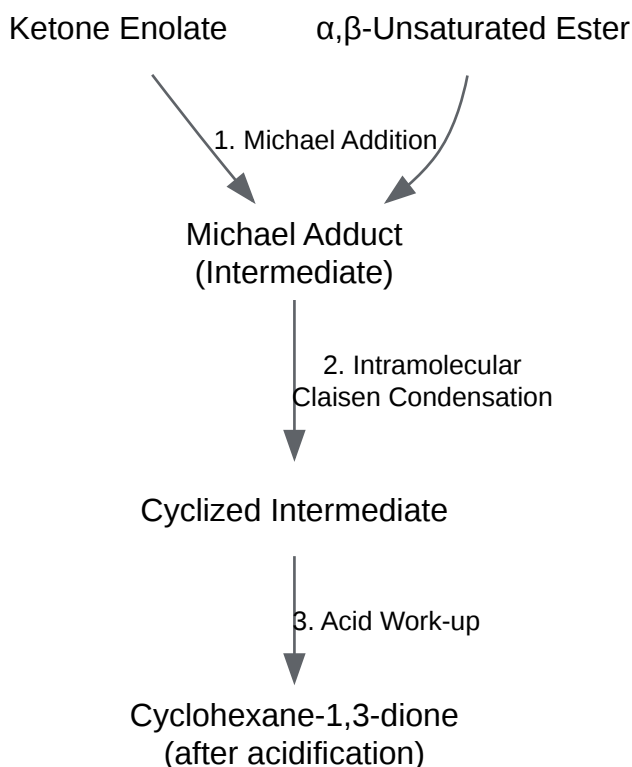 Ketone Enolate
α,β-Unsaturated Ester
1. Michael Addition
Michael Adduct
(Intermediate)
2. Intramolecular
Claisen Condensation
Cyclized Intermediate
3. Acid Work-up
Cyclohexane-1,3-dione
(after acidification)